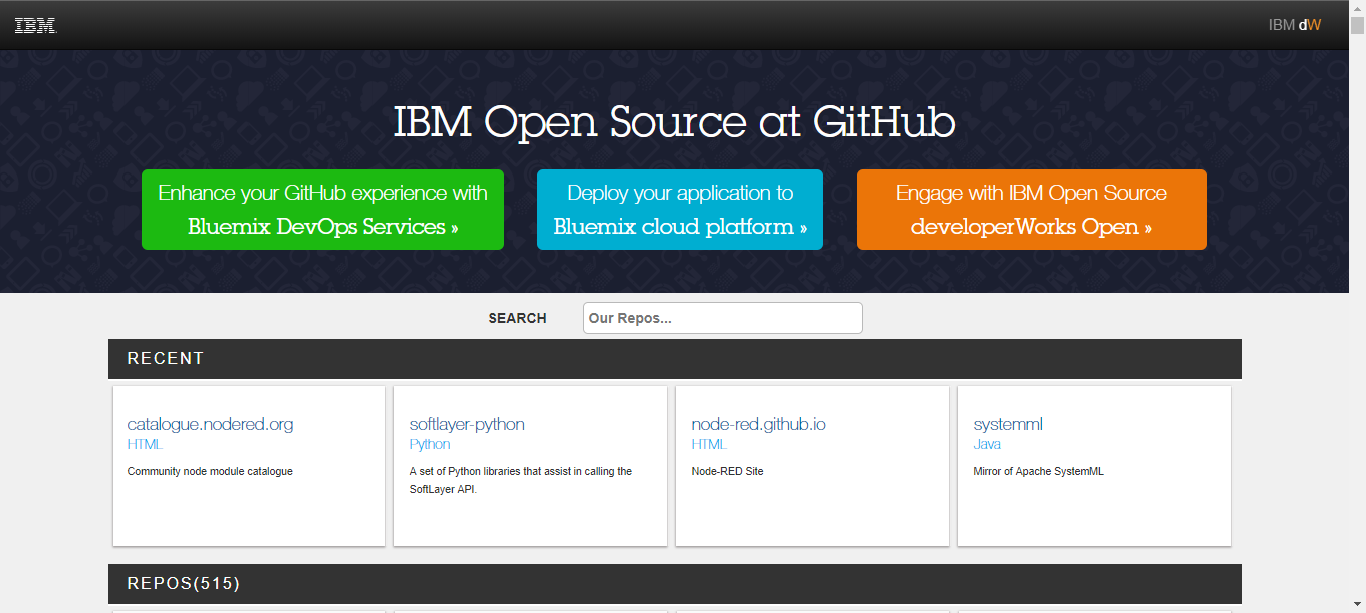 IBM
IBM dW
IBM Open Source at GitHub
Enhance your GitHub experience with
Bluemix DevOps Services »
Deploy your application to
Bluemix cloud platform »
Engage with IBM Open Source
developerWorks Open »
SEARCH
Our Repos...
RECENT
catalogue.nodered.org
HTML
Community node module catalogue
softlayer-python
Python
A set of Python libraries that assist in calling the
SoftLayer API.
node-red.github.io
HTML
Node-RED Site
systemml
Java
Mirror of Apache SystemML
REPOS(515)